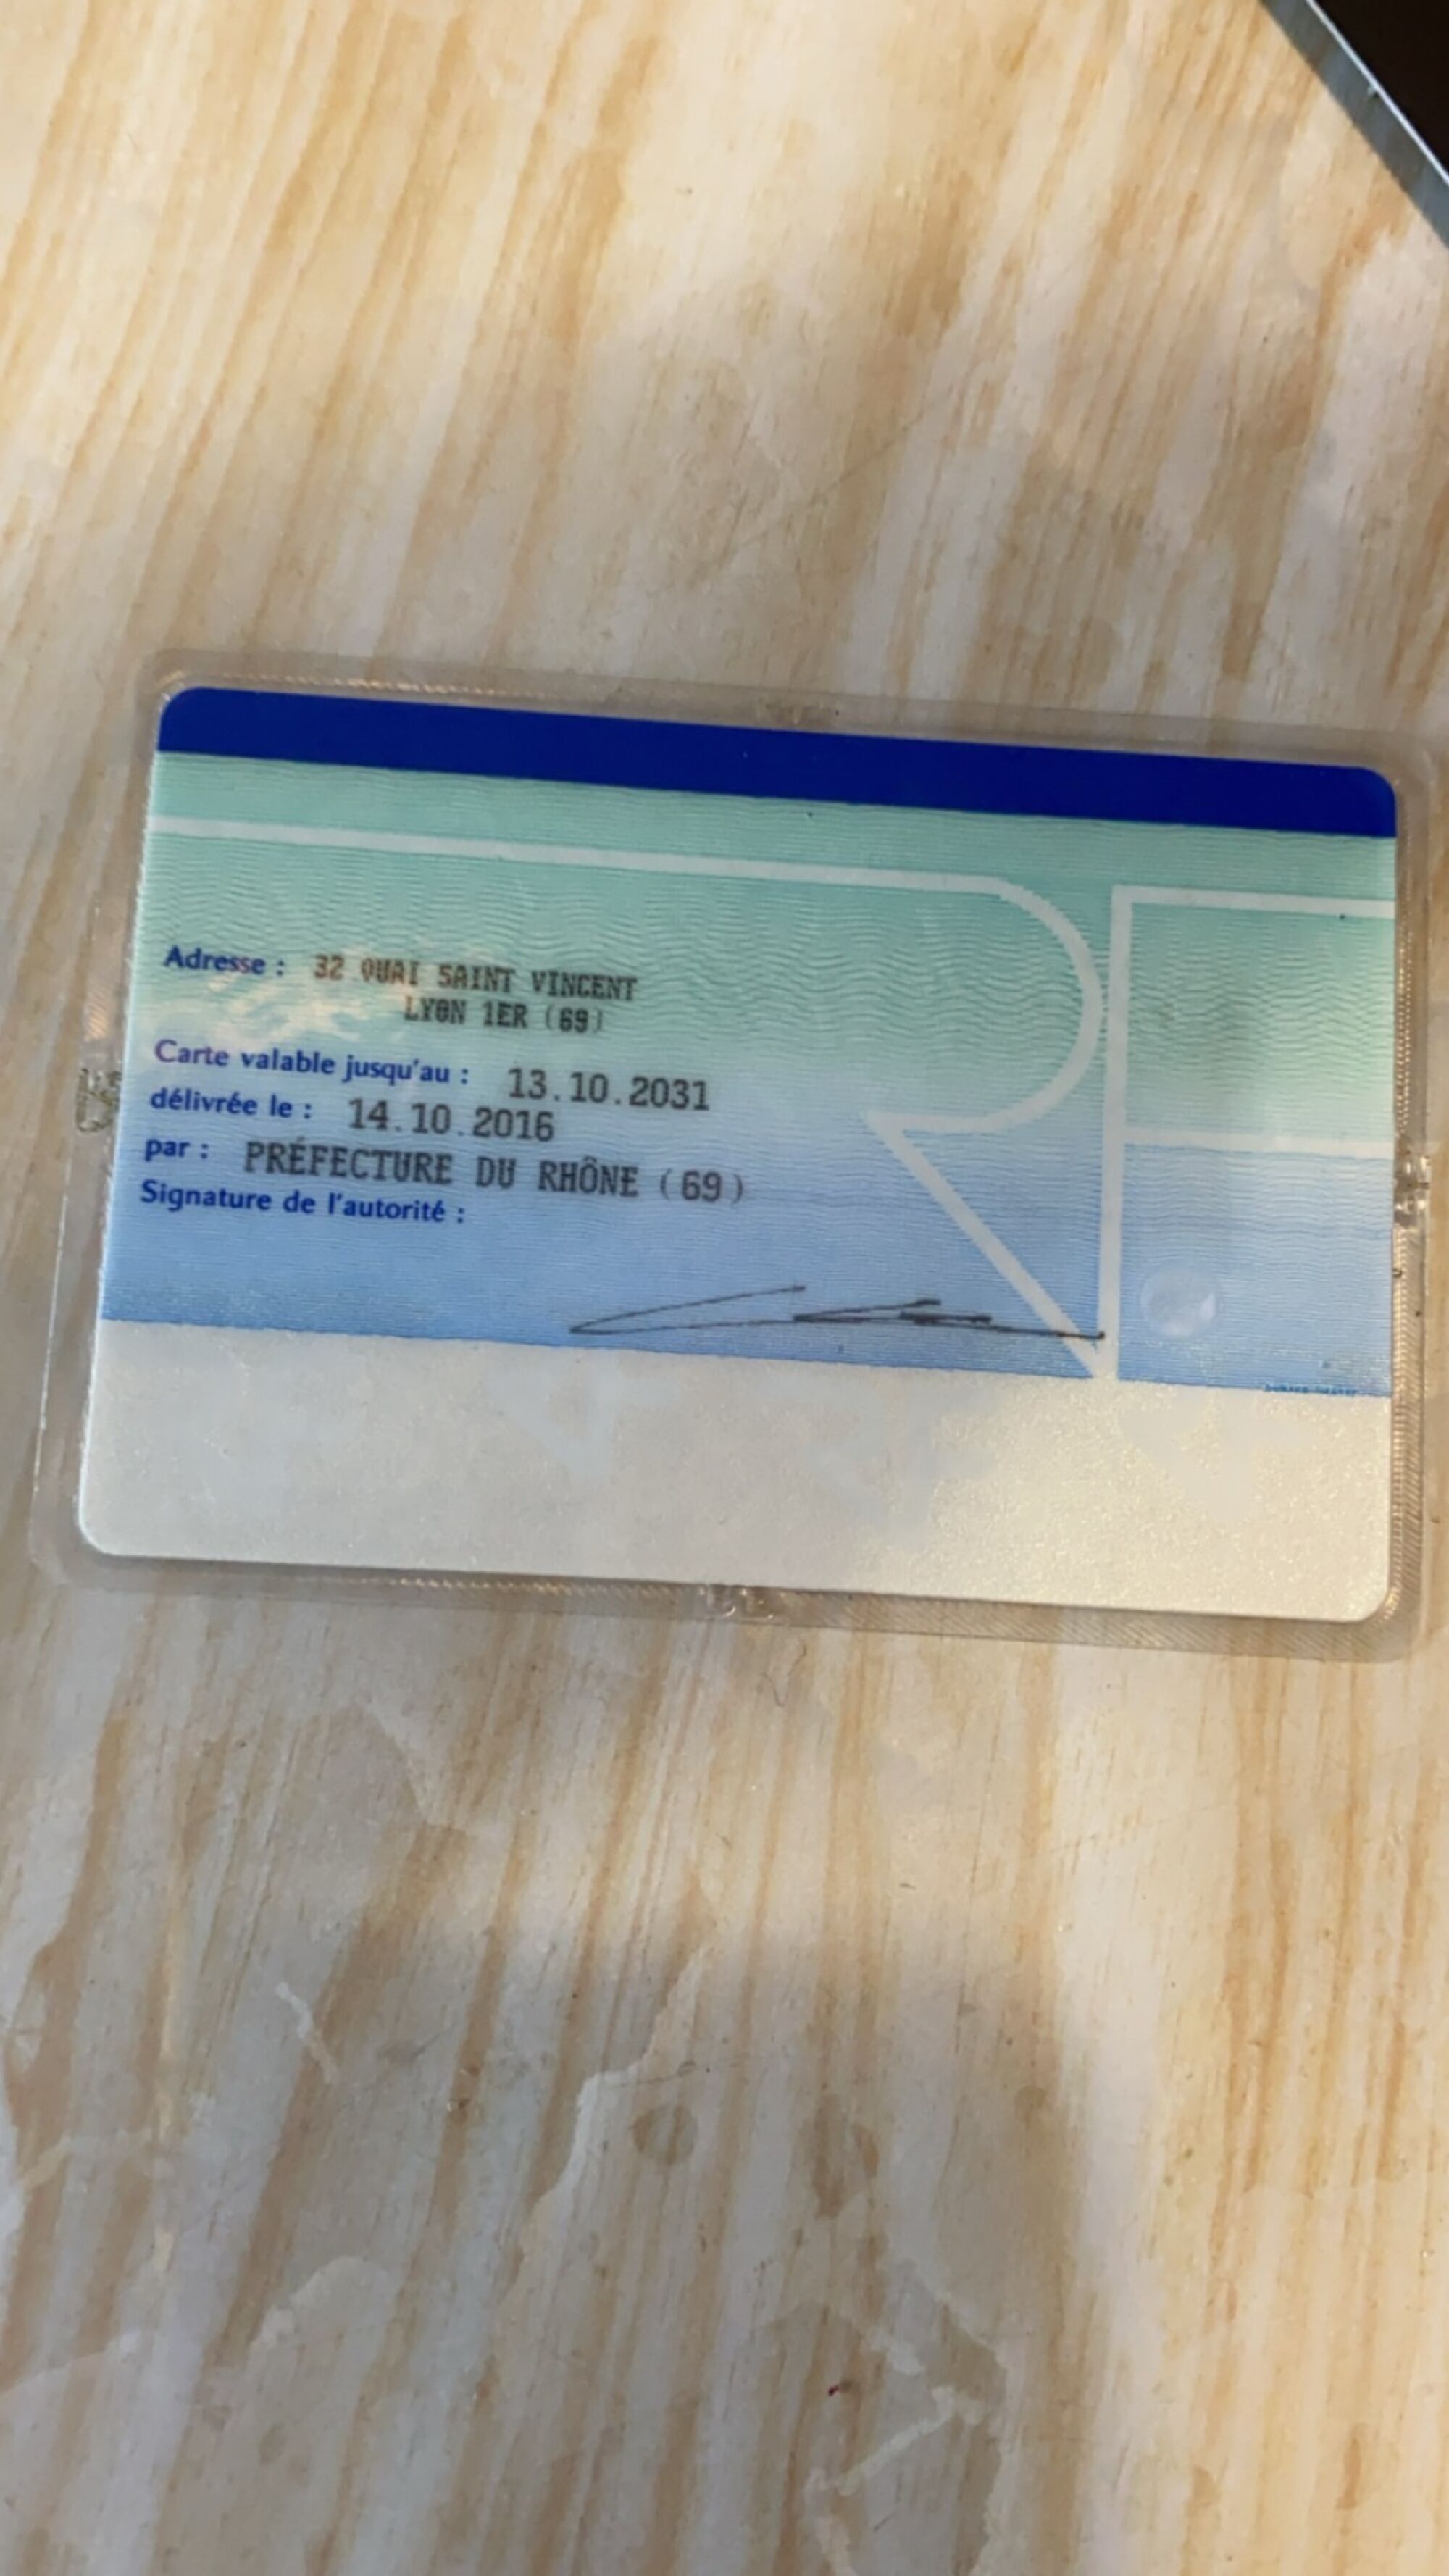 Adresse : 32 QUAI SAINT VINCENT
LYON 1ER (69)
Carte valable jusqu'au : 13.10.2031
délivrée le : 14.10.2016
par : PRÉFECTURE DU RHÔNE (69)
Signature de l'autorité :
RF